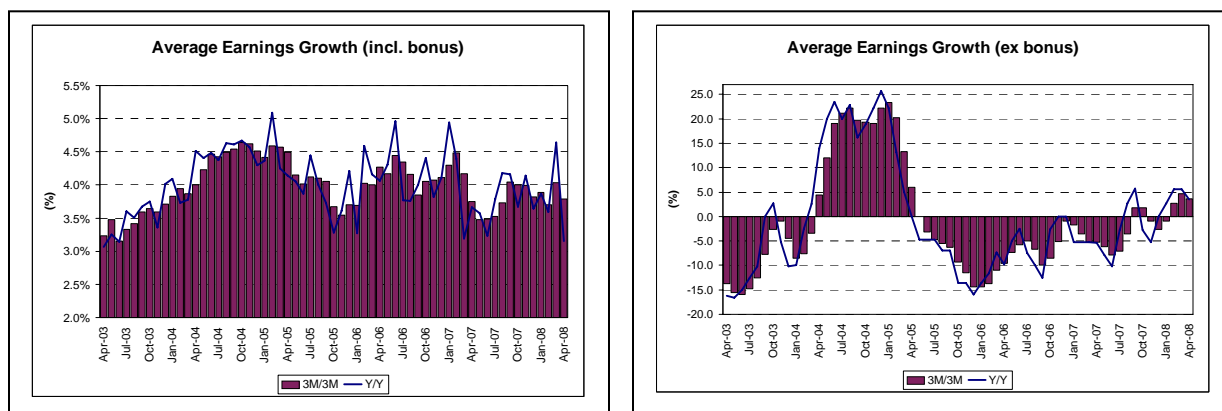 Average Earnings Growth (incl. bonus)
5.5%
5.0%
4.5%
4.0%
3.5%
3.0%
2.5%
2.0%
(%)
Apr-03
Jul-03
Oct-03
Jan-04
Apr-04
Jul-04
Oct-04
Jan-05
Apr-05
Jul-05
Oct-05
Jan-06
Apr-06
Jul-06
Oct-06
Jan-07
Apr-07
Jul-07
Oct-07
Jan-08
Apr-08
3M/3M
Y/Y
Average Earnings Growth (ex bonus)
25.0
20.0
15.0
10.0
5.0
0.0
-5.0
-10.0
-15.0
-20.0
(%)
Apr-03
Jul-03
Oct-03
Jan-04
Apr-04
Jul-04
Oct-04
Jan-05
Apr-05
Jul-05
Oct-05
Jan-06
Apr-06
Jul-06
Oct-06
Jan-07
Apr-07
Jul-07
Oct-07
Jan-08
Apr-08
3M/3M
Y/Y